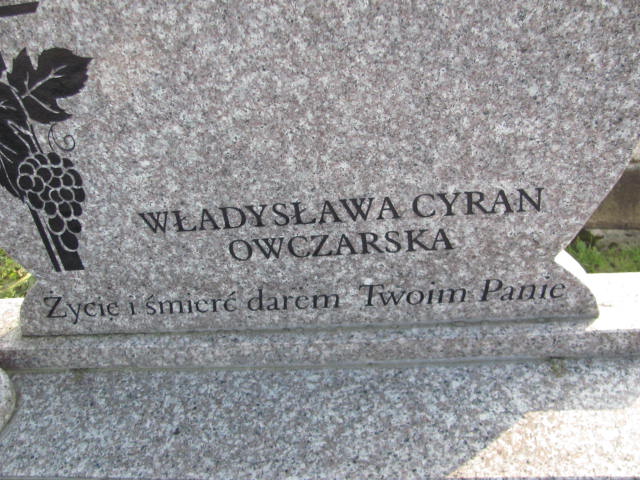 WŁADYSŁAWA CYRAN
OWCZARSKA
Życie i śmierć darem Twoim Panie